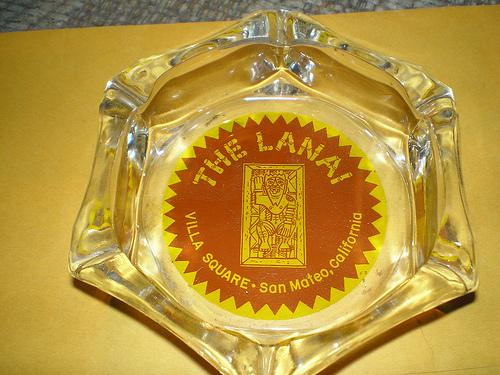 THE LANAI
VILLA SQUARE • San Mateo, California